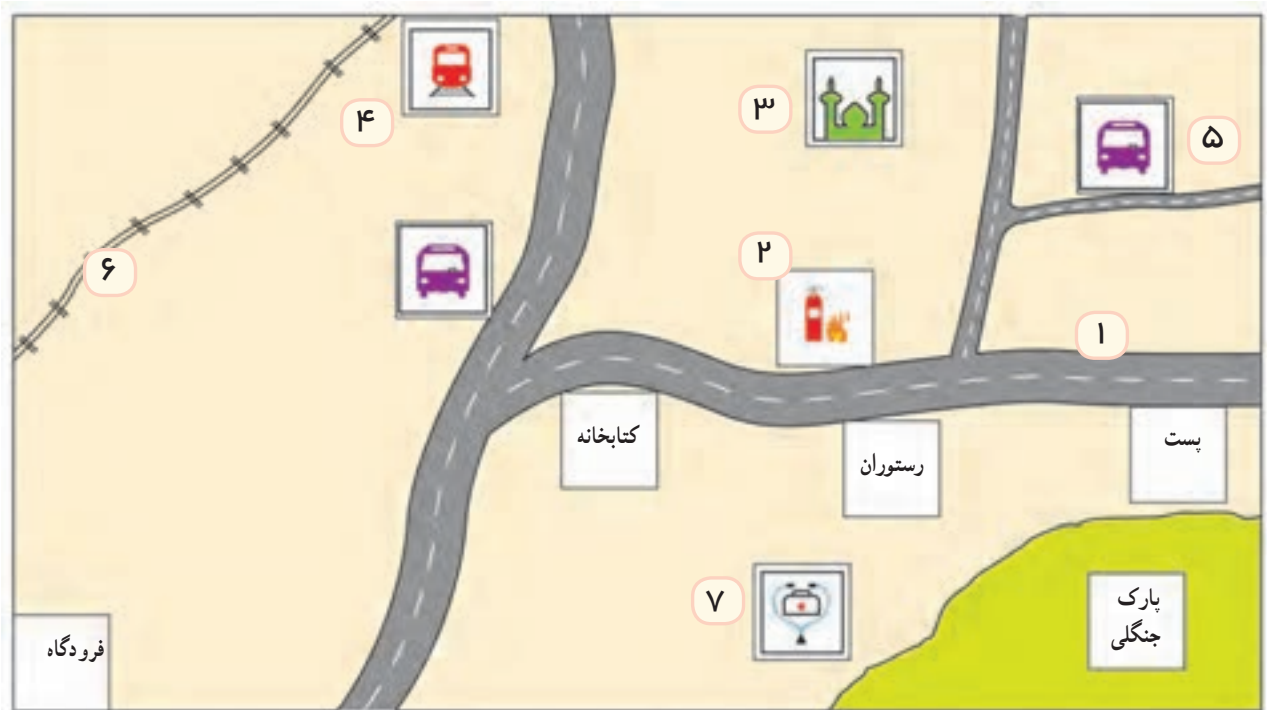 ۴
۳
۵
۲
۶
۱
کتابخانه
رستوران
پست
۷
پارک
جنگلی
فرودگاه